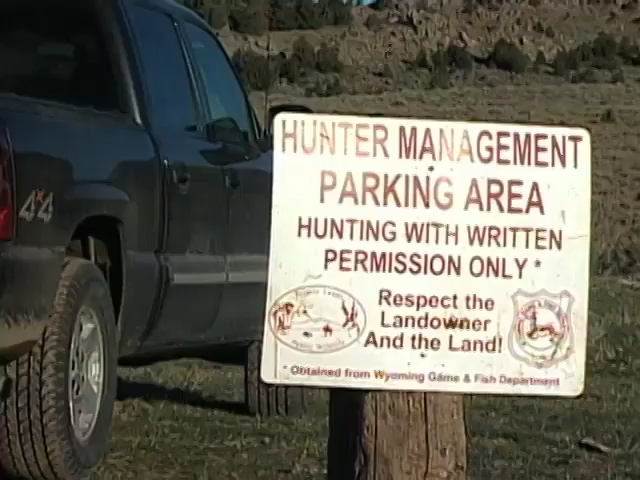 4x4
HUNTER MANAGEMENT
PARKING AREA
HUNTING WITH WRITTEN
PERMISSION ONLY *
Respect the
Landowner
And the Land!
* Obtained from Wyoming Game & Fish Department